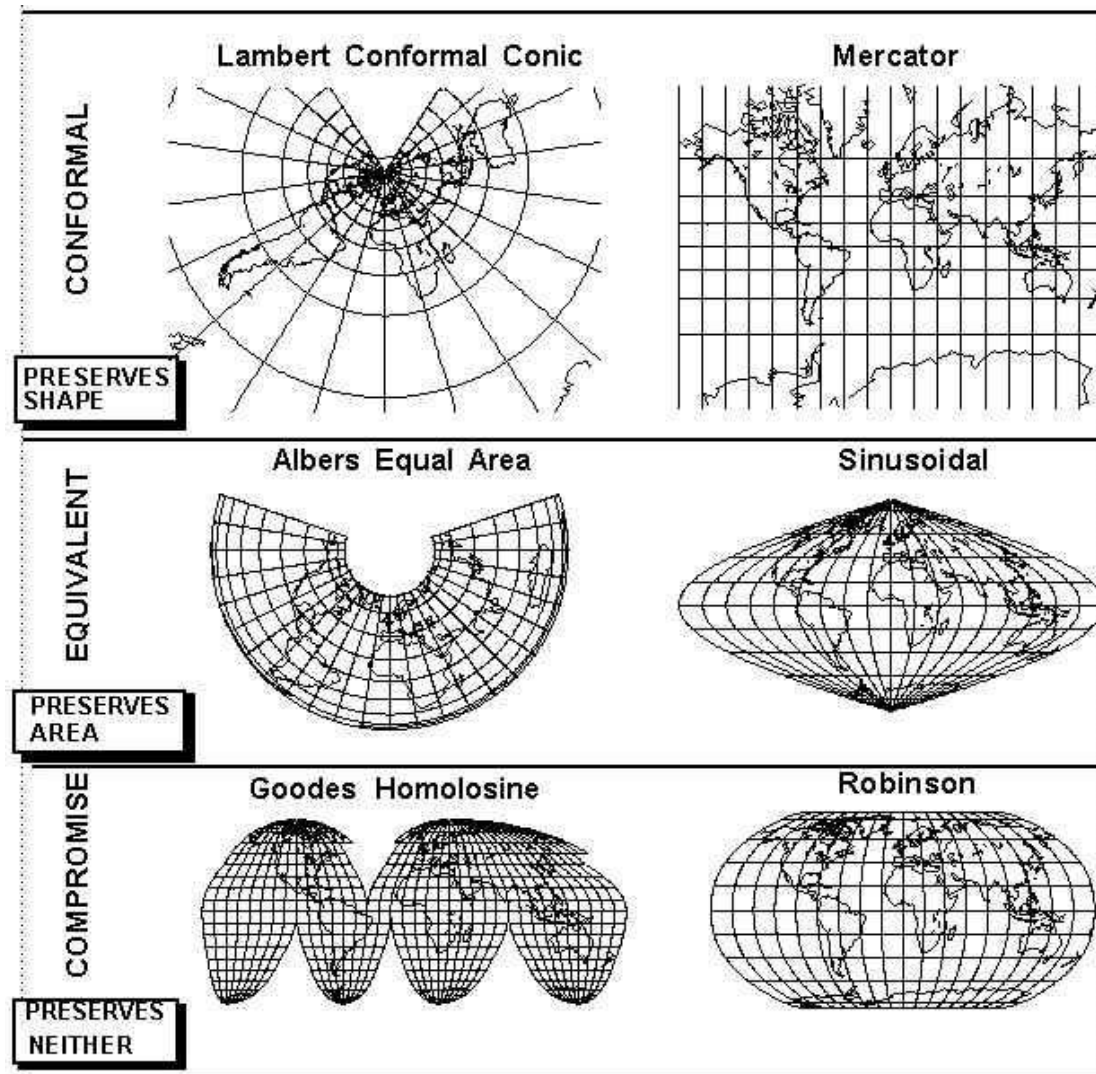 Lambert Conformal Conic
Mercator
CONFORMAL
PRESERVES
SHAPE
Albers Equal Area
Sinusoidal
EQUIVALENT
PRESERVES
AREA
Goodes Homolosine
Robinson
COMPROMISE
PRESERVES
NEITHER